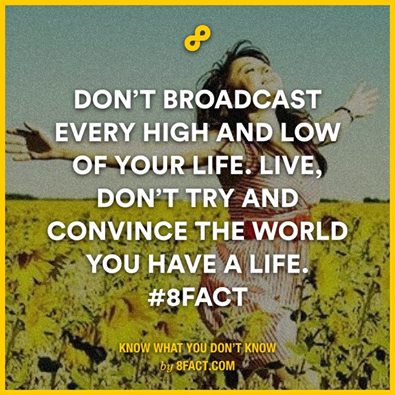 DON'T BROADCAST
EVERY HIGH AND LOW
OF YOUR LIFE. LIVE,
DON'T TRY AND
CONVINCE THE WORLD
YOU HAVE A LIFE.
#8FACT
KNOW WHAT YOU DON'T KNOW
by 8FACT.COM